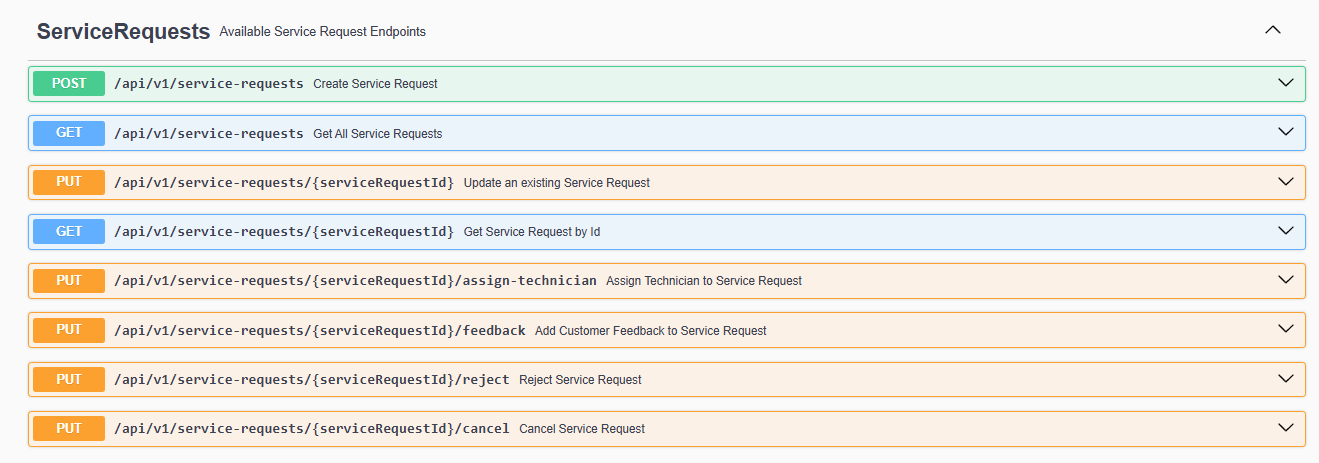 ServiceRequests Available Service Request Endpoints
POST /api/v1/service-requests Create Service Request
GET /api/v1/service-requests Get All Service Requests
PUT /api/v1/service-requests/{serviceRequestId} Update an existing Service Request
GET /api/v1/service-requests/{serviceRequestId} Get Service Request by Id
PUT /api/v1/service-requests/{serviceRequestId}/assign-technician Assign Technician to Service Request
PUT /api/v1/service-requests/{serviceRequestId}/feedback Add Customer Feedback to Service Request
PUT /api/v1/service-requests/{serviceRequestId}/reject Reject Service Request
PUT /api/v1/service-requests/{serviceRequestId}/cancel Cancel Service Request